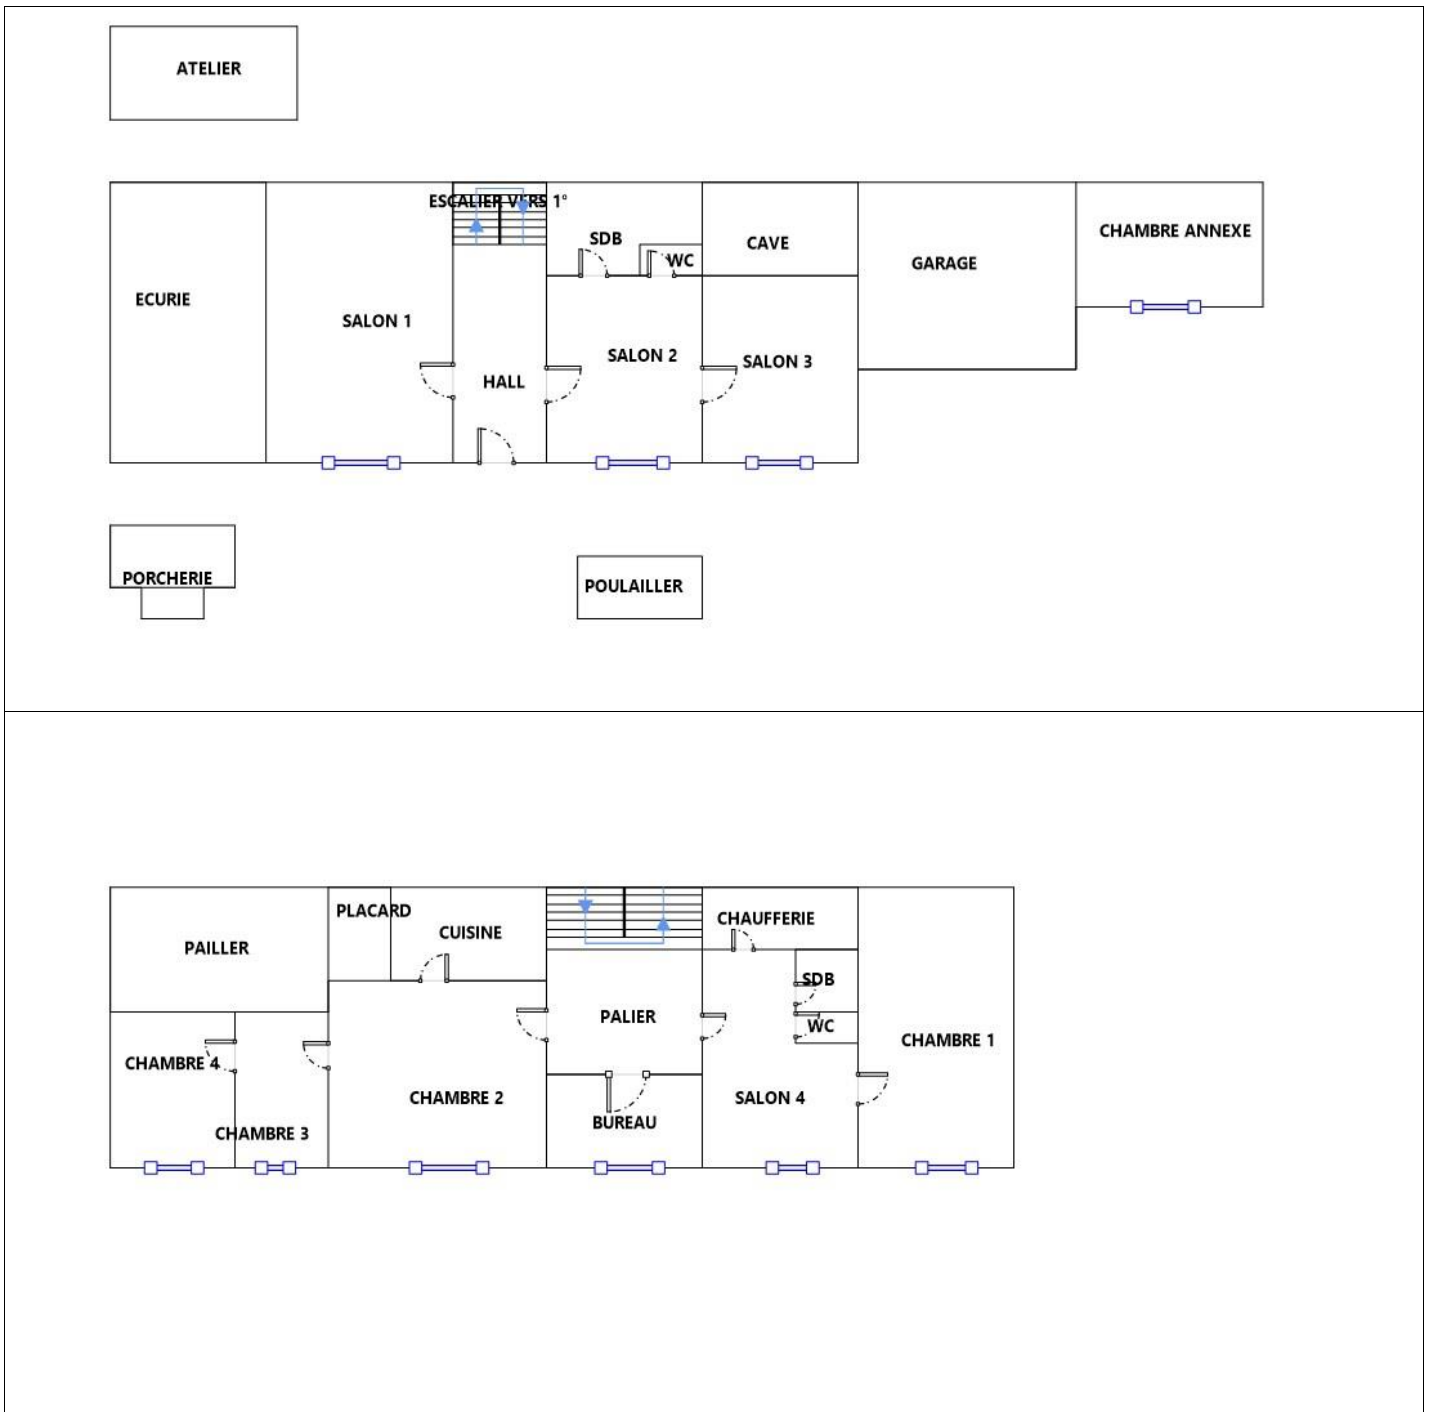 ATELIER
ESCALIER VERS 1°
SDB
WC
CAVE
GARAGE
CHAMBRE ANNEXE
ECURIE
SALON 1
HALL
SALON 2
SALON 3
PORCHERIE
POULAILLER
PLACARD
CUISINE
CHAUFFERIE
PAILLER
SDB
PALIER
WC
CHAMBRE 1
CHAMBRE 4
CHAMBRE 2
SALON 4
BUREAU
CHAMBRE 3